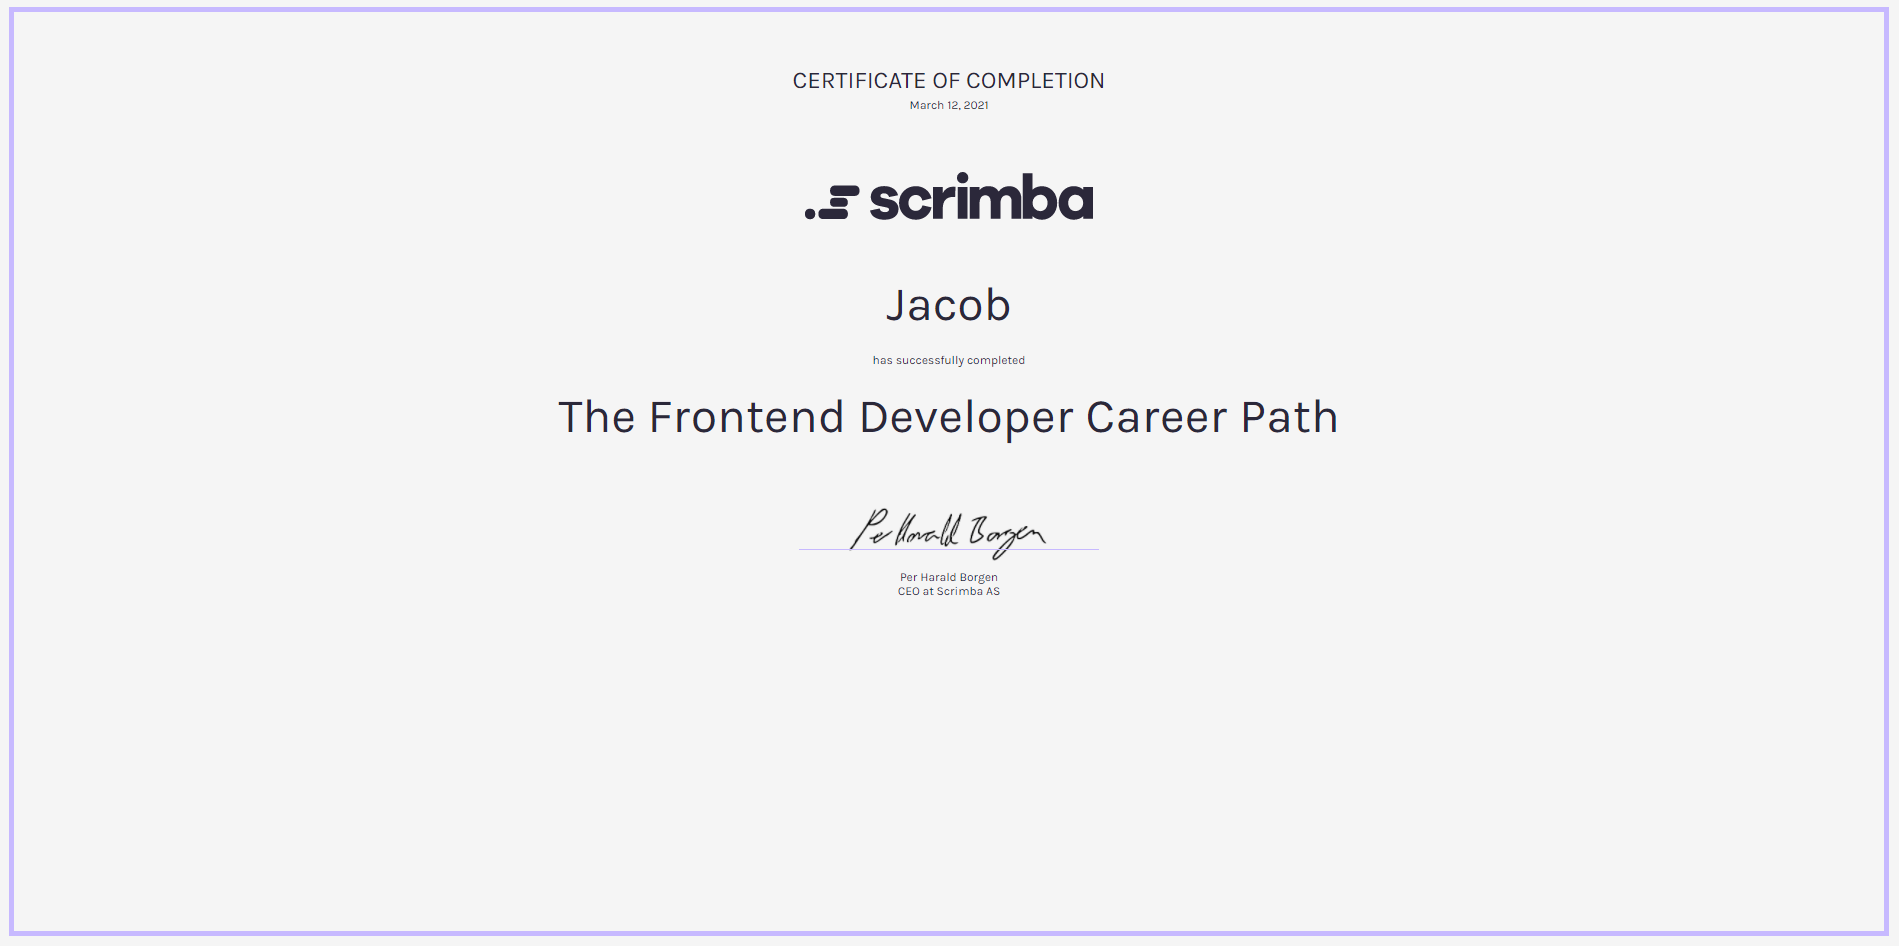 CERTIFICATE OF COMPLETION
March 12, 2021
scrimba
Jacob
has successfully completed
The Frontend Developer Career Path
Per Harald Borgen
Per Harald Borgen
CEO at Scrimba AS